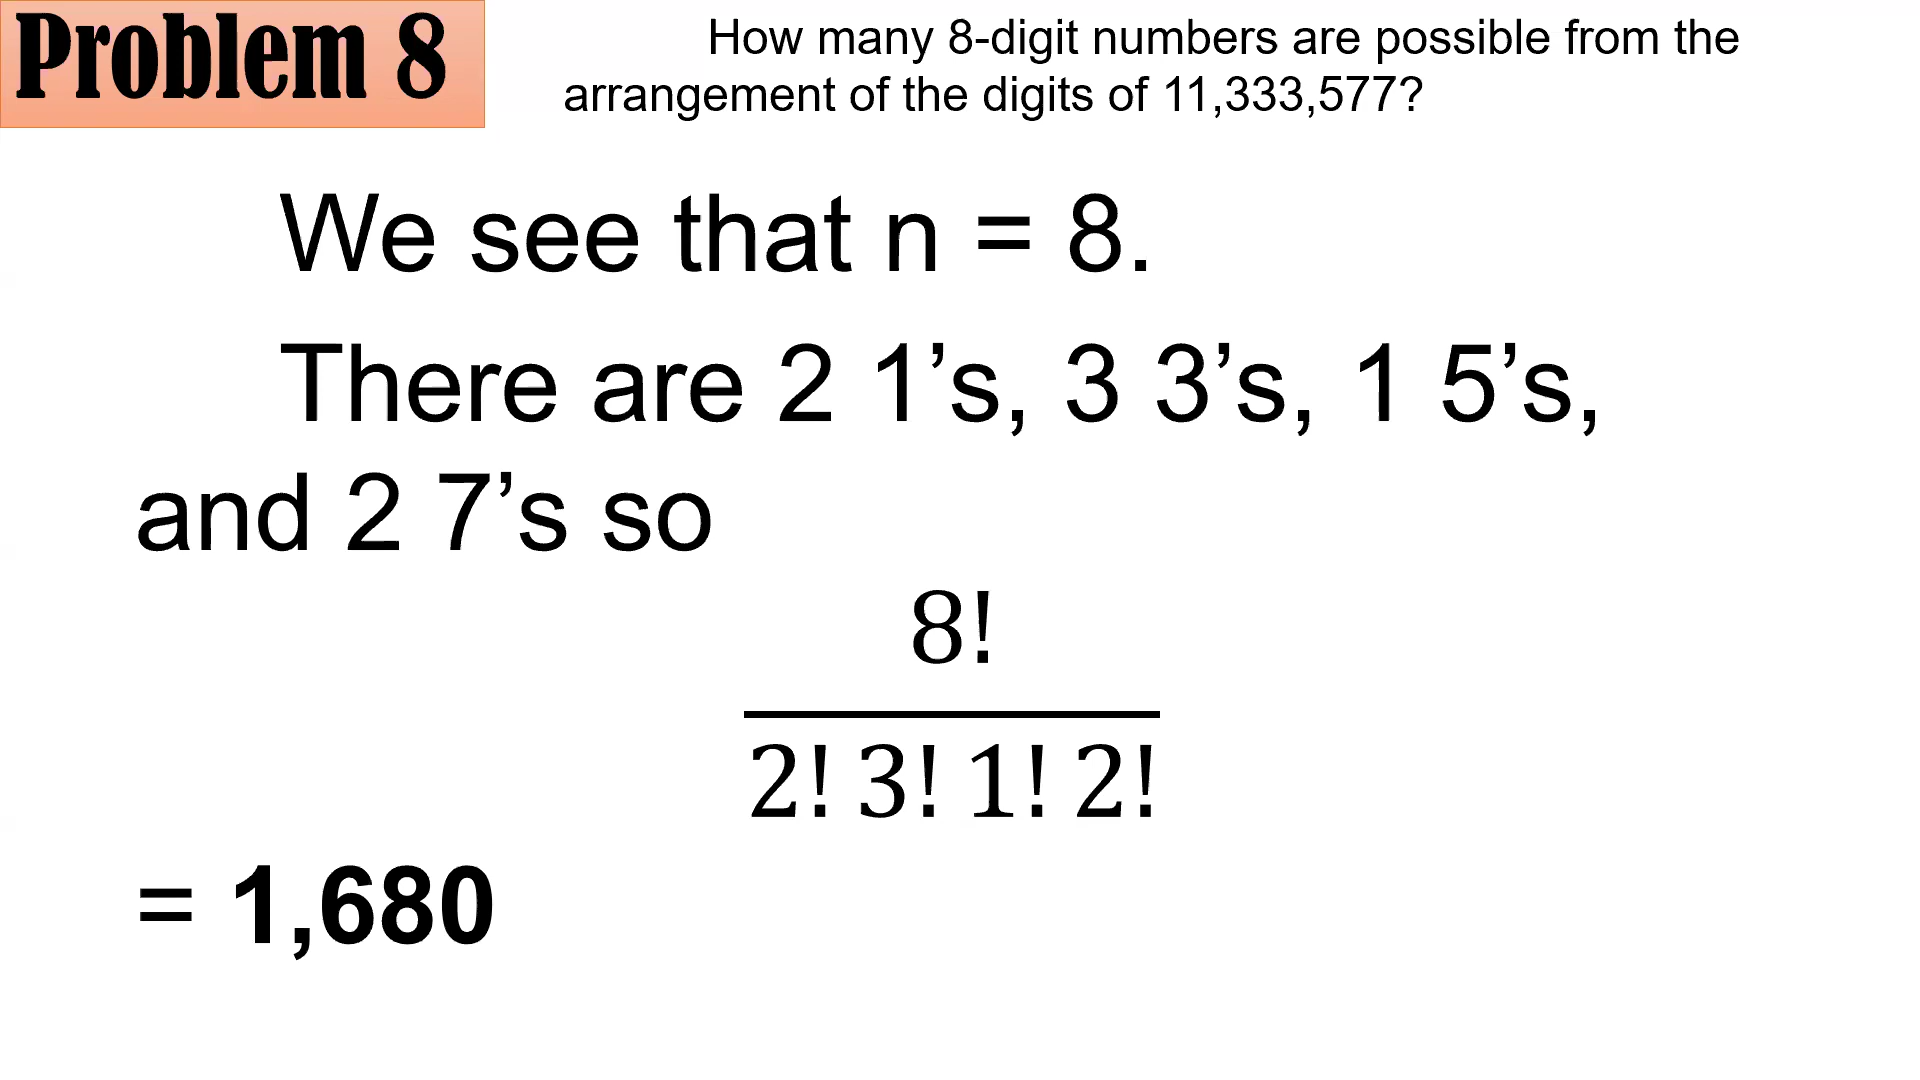 Problem 8
How many 8-digit numbers are possible from the
arrangement of the digits of 11,333,577?
We see that n = 8.
There are 2 1’s, 3 3’s, 1 5’s,
and 2 7’s so
8!
2! 3! 1! 2!
= 1,680